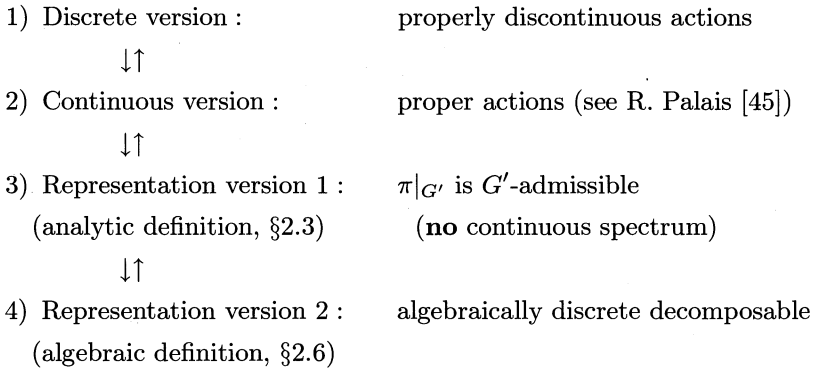 1) Discrete version : properly discontinuous actions
↓↑
2) Continuous version : proper actions (see R. Palais [45])
↓↑
3) Representation version 1 : π|G′ is G′-admissible
(analytic definition, §2.3) (no continuous spectrum)
↓↑
4) Representation version 2 : algebraically discrete decomposable
(algebraic definition, §2.6)